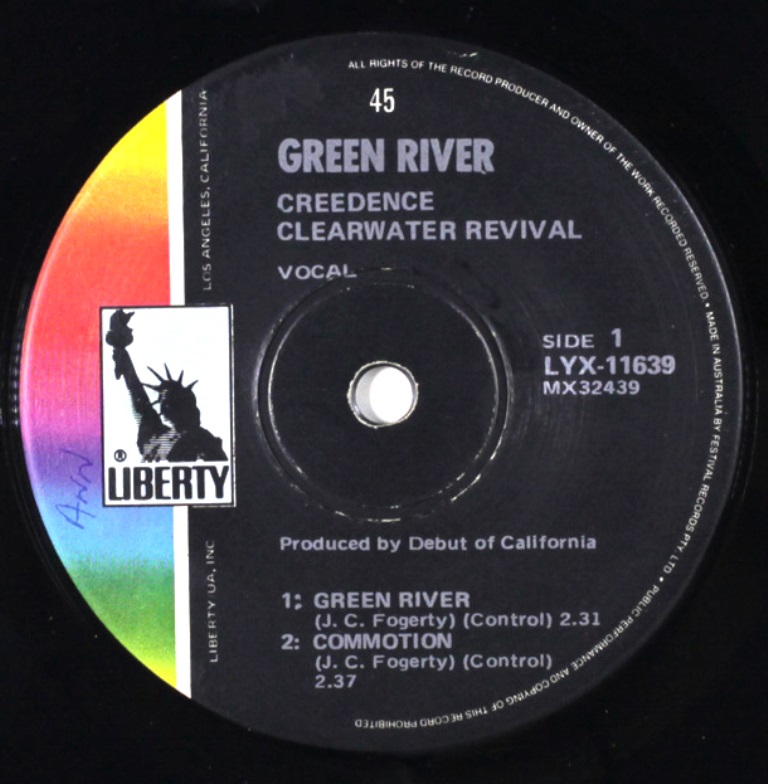 ALL RIGHTS OF THE RECORD PRODUCER AND OWNER OF THE WORK RECORDED RESERVED • MADE IN AUSTRALIA BY FESTIVAL RECORDS PTY. LTD • PUBLIC PERFORMANCE AND COPYING OF THIS RECORD PROHIBITED
45
GREEN RIVER
CREEDENCE
CLEARWATER REVIVAL
VOCAL
SIDE 1
LYX-11639
MX32439
LIBERTY UA, INC
LOS ANGELES, CALIFORNIA
® LIBERTY
ANN
Produced by Debut of California
1: GREEN RIVER
(J. C. Fogerty) (Control) 2.31
2: COMMOTION
(J. C. Fogerty) (Control)
2.37